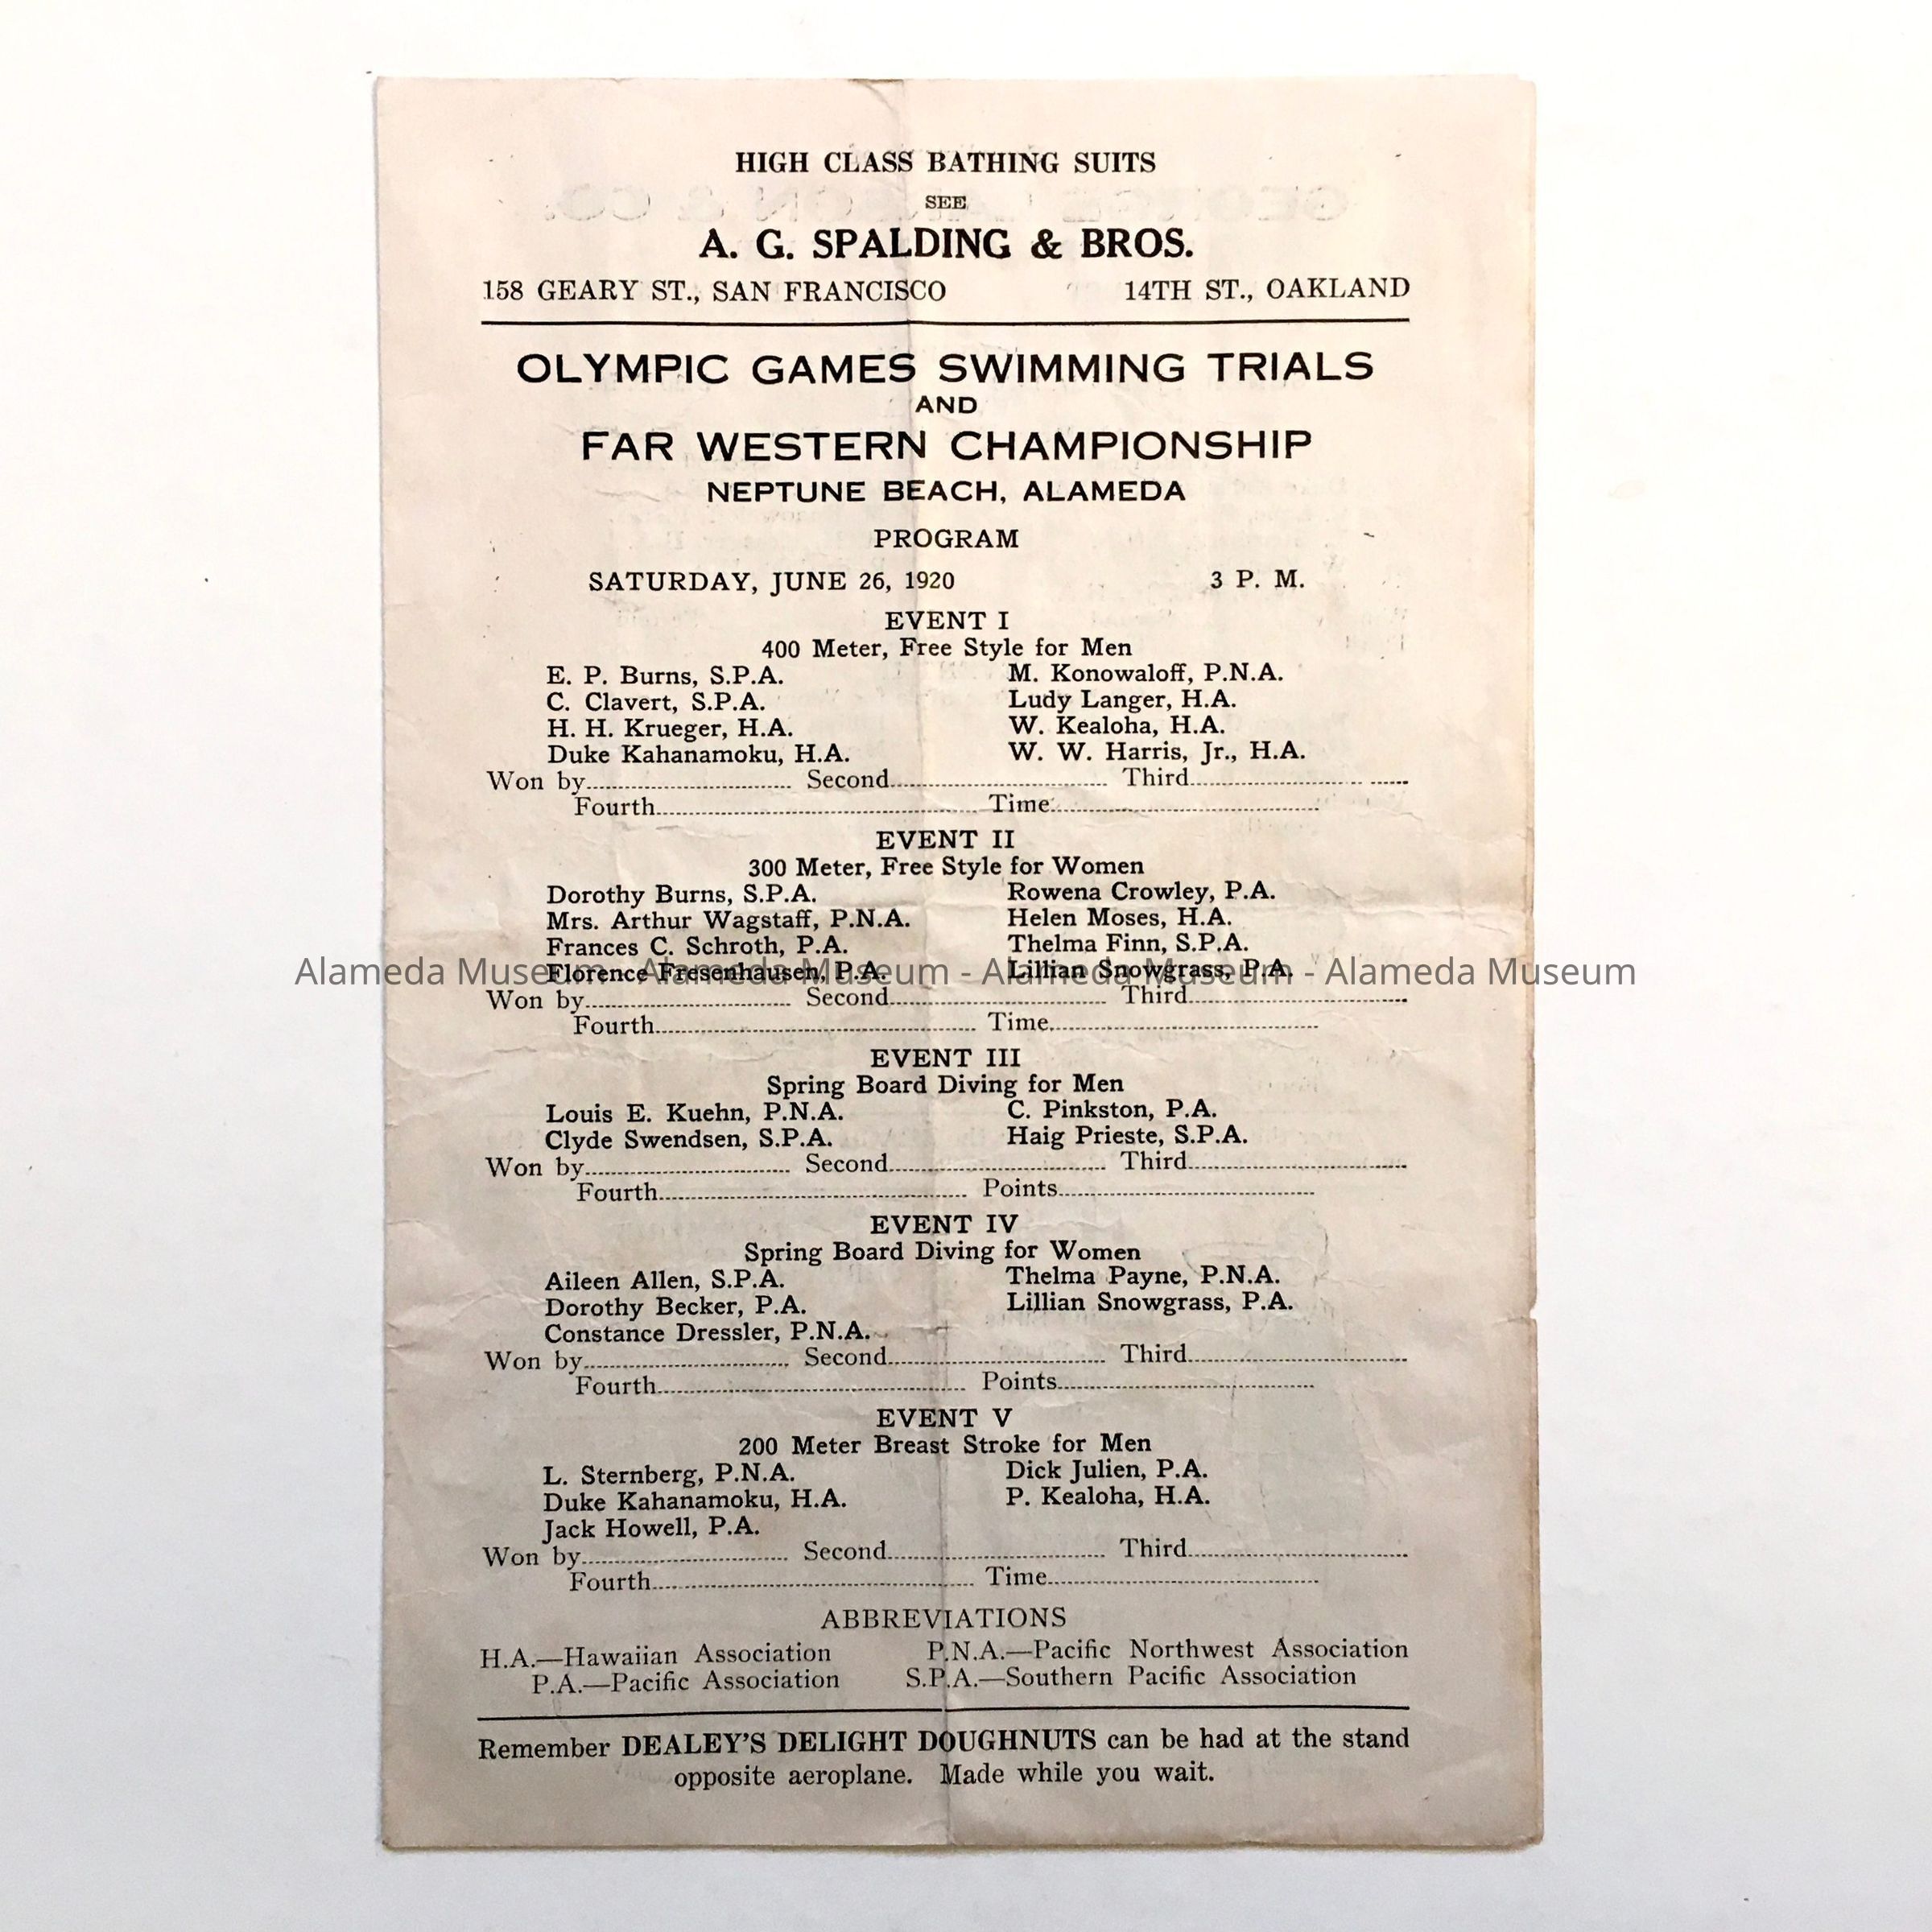 HIGH CLASS BATHING SUITS
SEE
A. G. SPALDING & BROS.
158 GEARY ST., SAN FRANCISCO 14TH ST., OAKLAND
OLYMPIC GAMES SWIMMING TRIALS
AND
FAR WESTERN CHAMPIONSHIP
NEPTUNE BEACH, ALAMEDA
PROGRAM
SATURDAY, JUNE 26, 1920 3 P. M.
EVENT I
400 Meter, Free Style for Men
E. P. Burns, S.P.A. M. Konowaloff, P.N.A.
C. Clavert, S.P.A. Ludy Langer, H.A.
H. H. Krueger, H.A. W. Kealoha, H.A.
Duke Kahanamoku, H.A. W. W. Harris, Jr., H.A.
Won by Second Third
Fourth Time
EVENT II
300 Meter, Free Style for Women
Dorothy Burns, S.P.A. Rowena Crowley, P.A.
Mrs. Arthur Wagstaff, P.N.A. Helen Moses, H.A.
Frances C. Schroth, P.A. Thelma Finn, S.P.A.
Florence Fresenhausen, P.A. Lillian Snowgrass, P.A.
Alameda Museum - Alameda Museum - Alameda Museum - Alameda Museum
Won by Second Third
Fourth Time
EVENT III
Spring Board Diving for Men
Louis E. Kuehn, P.N.A. C. Pinkston, P.A.
Clyde Swendsen, S.P.A. Haig Prieste, S.P.A.
Won by Second Third
Fourth Points
EVENT IV
Spring Board Diving for Women
Aileen Allen, S.P.A. Thelma Payne, P.N.A.
Dorothy Becker, P.A. Lillian Snowgrass, P.A.
Constance Dressler, P.N.A.
Won by Second Third
Fourth Points
EVENT V
200 Meter Breast Stroke for Men
L. Sternberg, P.N.A. Dick Julien, P.A.
Duke Kahanamoku, H.A. P. Kealoha, H.A.
Jack Howell, P.A.
Won by Second Third
Fourth Time
ABBREVIATIONS
H.A.—Hawaiian Association P.N.A.—Pacific Northwest Association
P.A.—Pacific Association S.P.A.—Southern Pacific Association
Remember DEALEY'S DELIGHT DOUGHNUTS can be had at the stand
opposite aeroplane. Made while you wait.